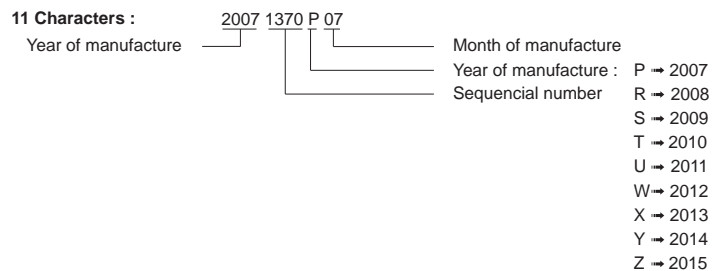 11 Characters : 2007 1370 P 07
Year of manufacture Month of manufacture
Year of manufacture : P ➟ 2007
Sequencial number R ➟ 2008
S ➟ 2009
T ➟ 2010
U ➟ 2011
W ➟ 2012
X ➟ 2013
Y ➟ 2014
Z ➟ 2015